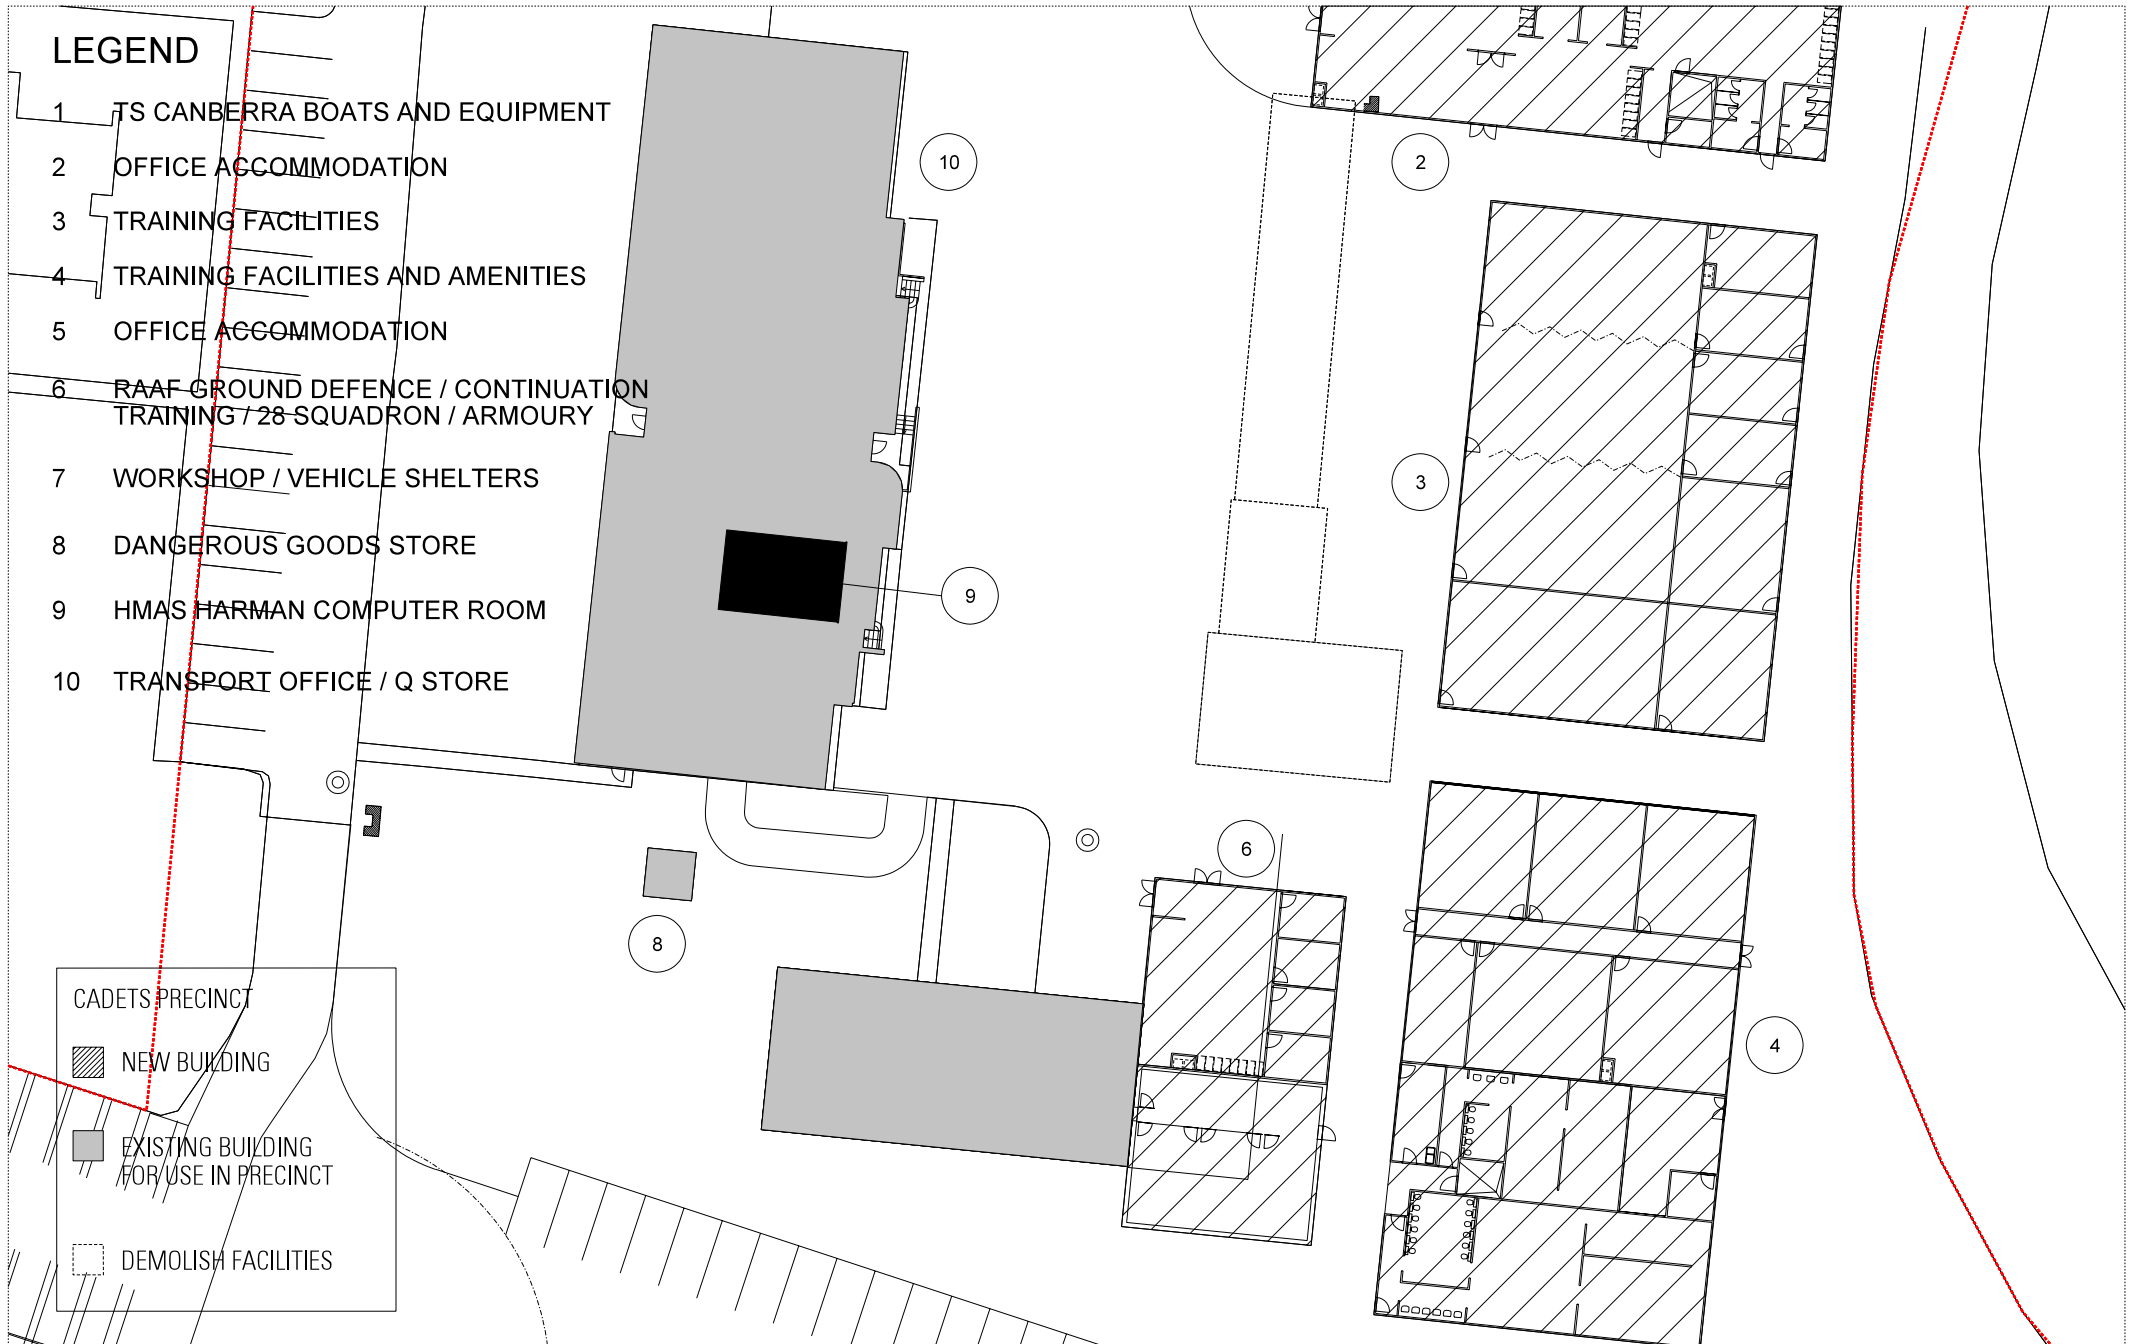 LEGEND
1 TS CANBERRA BOATS AND EQUIPMENT
2 OFFICE ACCOMMODATION
3 TRAINING FACILITIES
4 TRAINING FACILITIES AND AMENITIES
5 OFFICE ACCOMMODATION
6 RAAF GROUND DEFENCE / CONTINUATION
TRAINING / 28 SQUADRON / ARMOURY
7 WORKSHOP / VEHICLE SHELTERS
8 DANGEROUS GOODS STORE
9 HMAS HARMAN COMPUTER ROOM
10 TRANSPORT OFFICE / Q STORE
10
2
3
9
6
8
4
CADETS PRECINCT
NEW BUILDING
EXISTING BUILDING
FOR USE IN PRECINCT
DEMOLISH FACILITIES